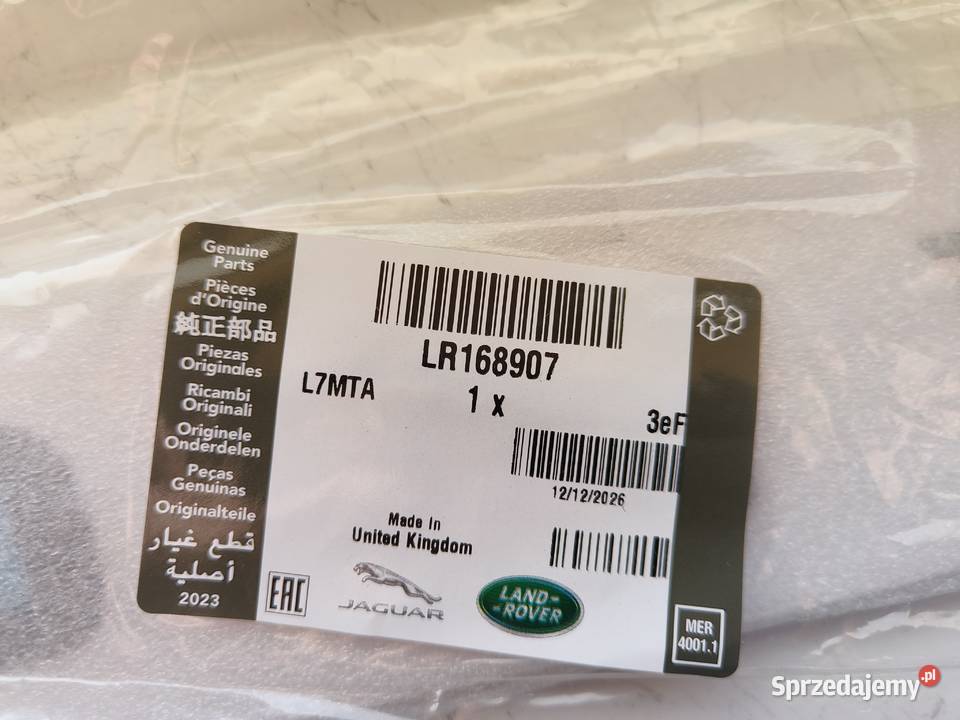 Genuine
Parts
Pièces
d'Origine
純正部品
Piezas
Originales
Ricambi
Originali
Originele
Onderdelen
Peças
Genuínas
Originalteile
قطع غيار
أصلية
2023
LR168907
L7MTA
1 x
3eF
12/12/2026
Made In
United Kingdom
EAC
JAGUAR
LAND-
-ROVER
MER
4001.1
Sprzedajemy.pl